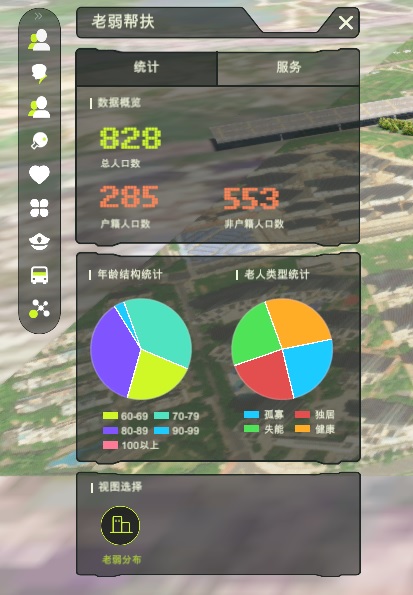 老弱帮扶
统计 服务
数据概览
828
总人口数
285 553
户籍人口数 非户籍人口数
年龄结构统计 老人类型统计
60-69 70-79 孤寡 独居
80-89 90-99 失能 健康
100以上
视图选择
老弱分布